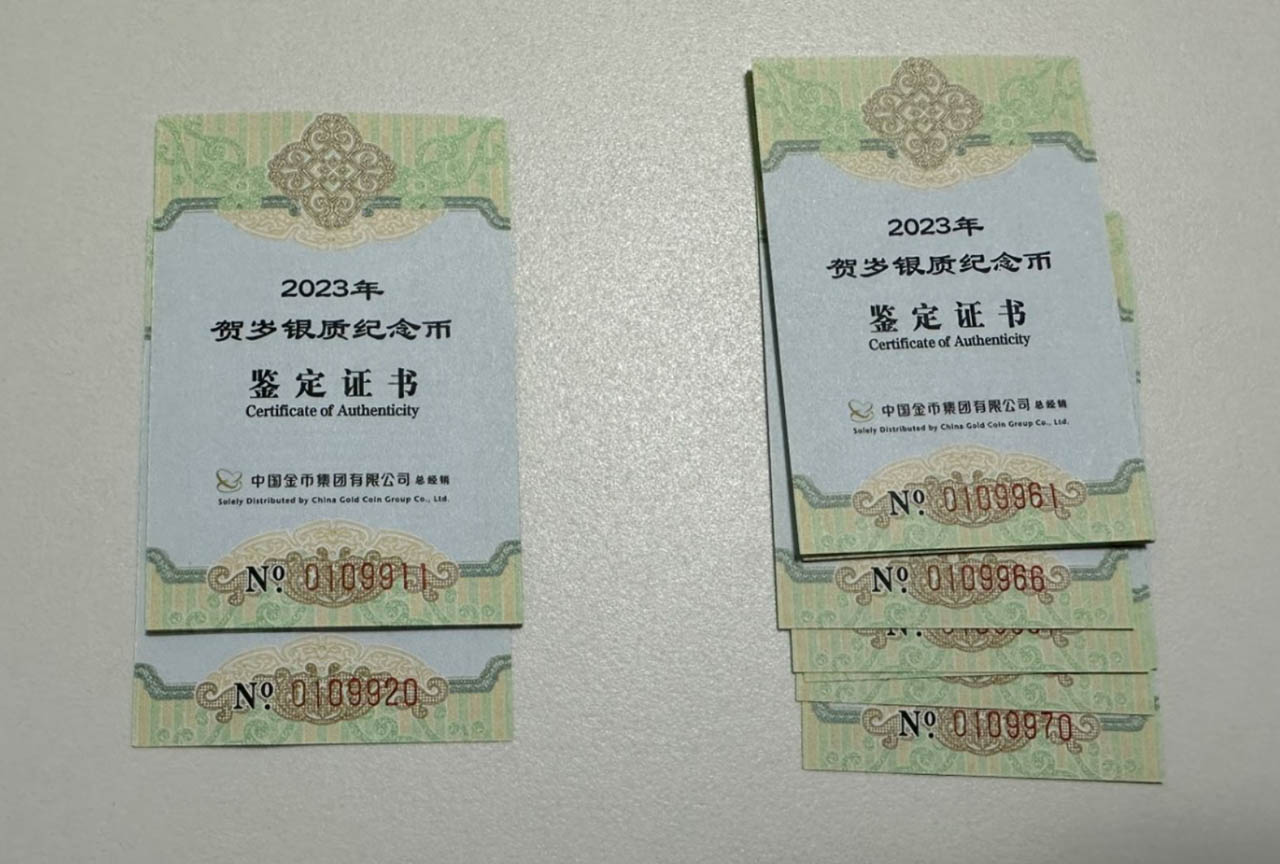 2023年
贺岁银质纪念币
鉴定证书
Certificate of Authenticity
中国金币集团有限公司 总经销
Solely Distributed by China Gold Coin Group Co., Ltd.
Nº. 0109911
Nº. 0109920
2023年
贺岁银质纪念币
鉴定证书
Certificate of Authenticity
中国金币集团有限公司 总经销
Solely Distributed by China Gold Coin Group Co., Ltd.
Nº. 0109961
Nº. 0109966
Nº. 0109970